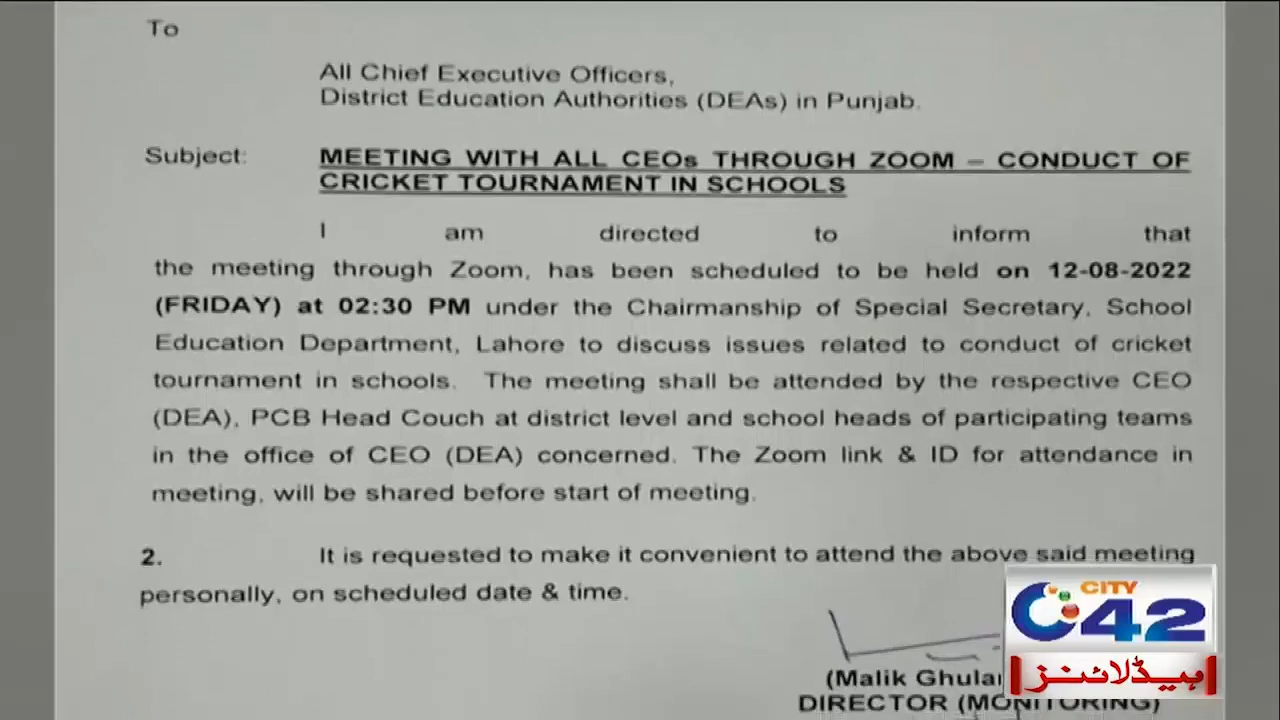 To
All Chief Executive Officers,
District Education Authorities (DEAs) in Punjab.
Subject: MEETING WITH ALL CEOs THROUGH ZOOM – CONDUCT OF
CRICKET TOURNAMENT IN SCHOOLS
I am directed to inform that
the meeting through Zoom, has been scheduled to be held on 12-08-2022
(FRIDAY) at 02:30 PM under the Chairmanship of Special Secretary, School
Education Department, Lahore to discuss issues related to conduct of cricket
tournament in schools. The meeting shall be attended by the respective CEO
(DEA), PCB Head Couch at district level and school heads of participating teams
in the office of CEO (DEA) concerned. The Zoom link & ID for attendance in
meeting, will be shared before start of meeting.
2. It is requested to make it convenient to attend the above said meeting
personally, on scheduled date & time.
(Malik
DIRECTOR (MONITORING)
CITY
42
ہیڈلائنز